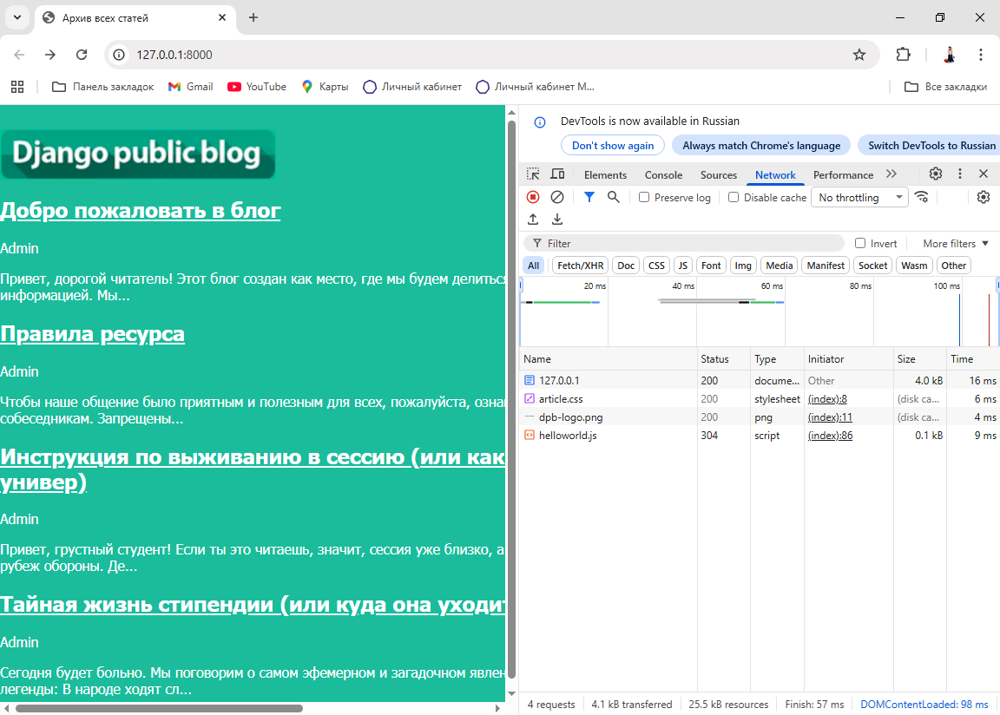 Архив всех статей
127.0.0.1:8000
Панель закладок
Gmail
YouTube
Карты
Личный кабинет
Личный кабинет М...
Все закладки
Django public blog
Добро пожаловать в блог
Admin
Привет, дорогой читатель! Этот блог создан как место, где мы будем делитьс
информацией. Мы...
Правила ресурса
Admin
Чтобы наше общение было приятным и полезным для всех, пожалуйста, озна
собеседникам. Запрещены...
Инструкция по выживанию в сессию (или как
универ)
Admin
Привет, грустный студент! Если ты это читаешь, значит, сессия уже близко, а
рубеж обороны. Де...
Тайная жизнь стипендии (или куда она уходит
Admin
Сегодня будет больно. Мы поговорим о самом эфемерном и загадочном явлен
легенды: В народе ходят сл...
DevTools is now available in Russian
Don't show again
Always match Chrome's language
Switch DevTools to Russian
Elements Console Sources Network Performance
Preserve log Disable cache No throttling
Filter Invert More filters
All Fetch/XHR Doc CSS JS Font Img Media Manifest Socket Wasm Other
20 ms 40 ms 60 ms 80 ms 100 ms
Name Status Type Initiator Size Time
127.0.0.1 200 docume... Other 4.0 kB 16 ms
article.css 200 stylesheet (index):8 (disk ca... 6 ms
dpb-logo.png 200 png (index):11 (disk ca... 4 ms
helloworld.js 304 script (index):86 0.1 kB 9 ms
4 requests 4.1 kB transferred 25.5 kB resources Finish: 57 ms DOMContentLoaded: 98 ms